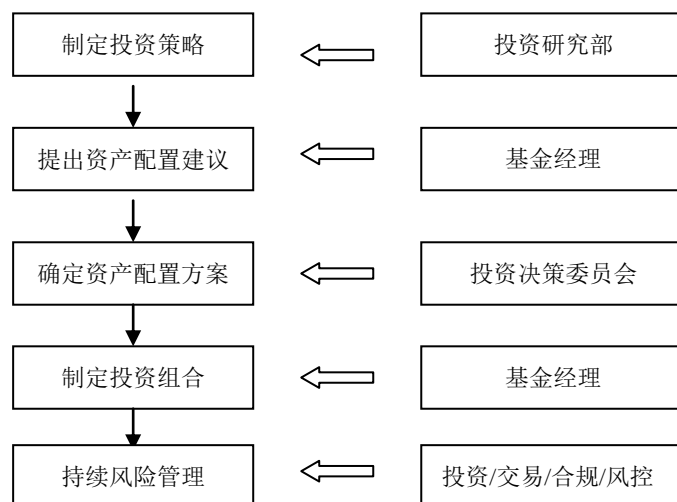 制定投资策略
投资研究部
提出资产配置建议
基金经理
确定资产配置方案
投资决策委员会
制定投资组合
基金经理
持续风险管理
投资/交易/合规/风控